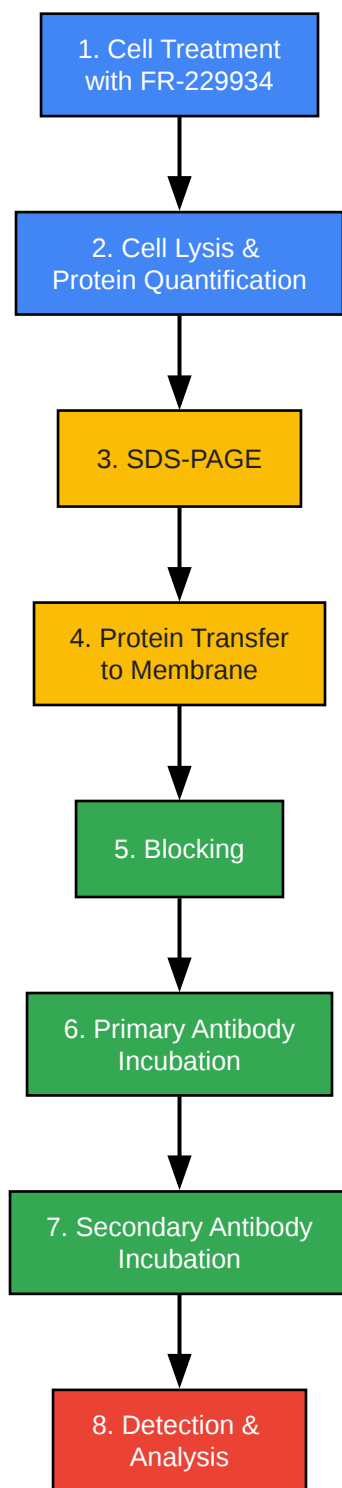 1. Cell Treatment
with FR-229934
2. Cell Lysis &
Protein Quantification
3. SDS-PAGE
4. Protein Transfer
to Membrane
5. Blocking
6. Primary Antibody
Incubation
7. Secondary Antibody
Incubation
8. Detection &
Analysis